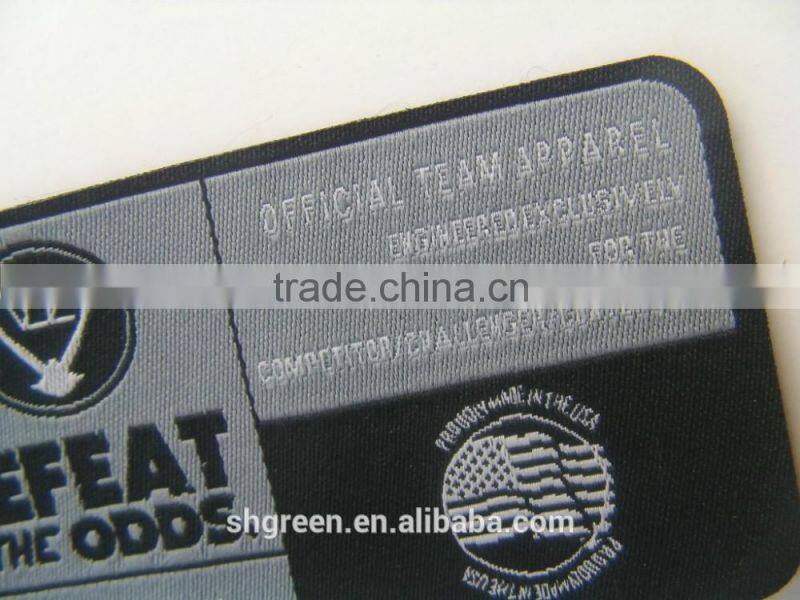 OFFICIAL TEAM APPAREL
ENGINEERED EXCLUSIVELY
FOR THE
trade.china.cn
COMPETITOR/CHALLENGER/
PROUDLY MADE IN THE USA
EFEAT
THE ODDS.
shgreen.en.alibaba.com
PROUDLY MADE IN THE USA